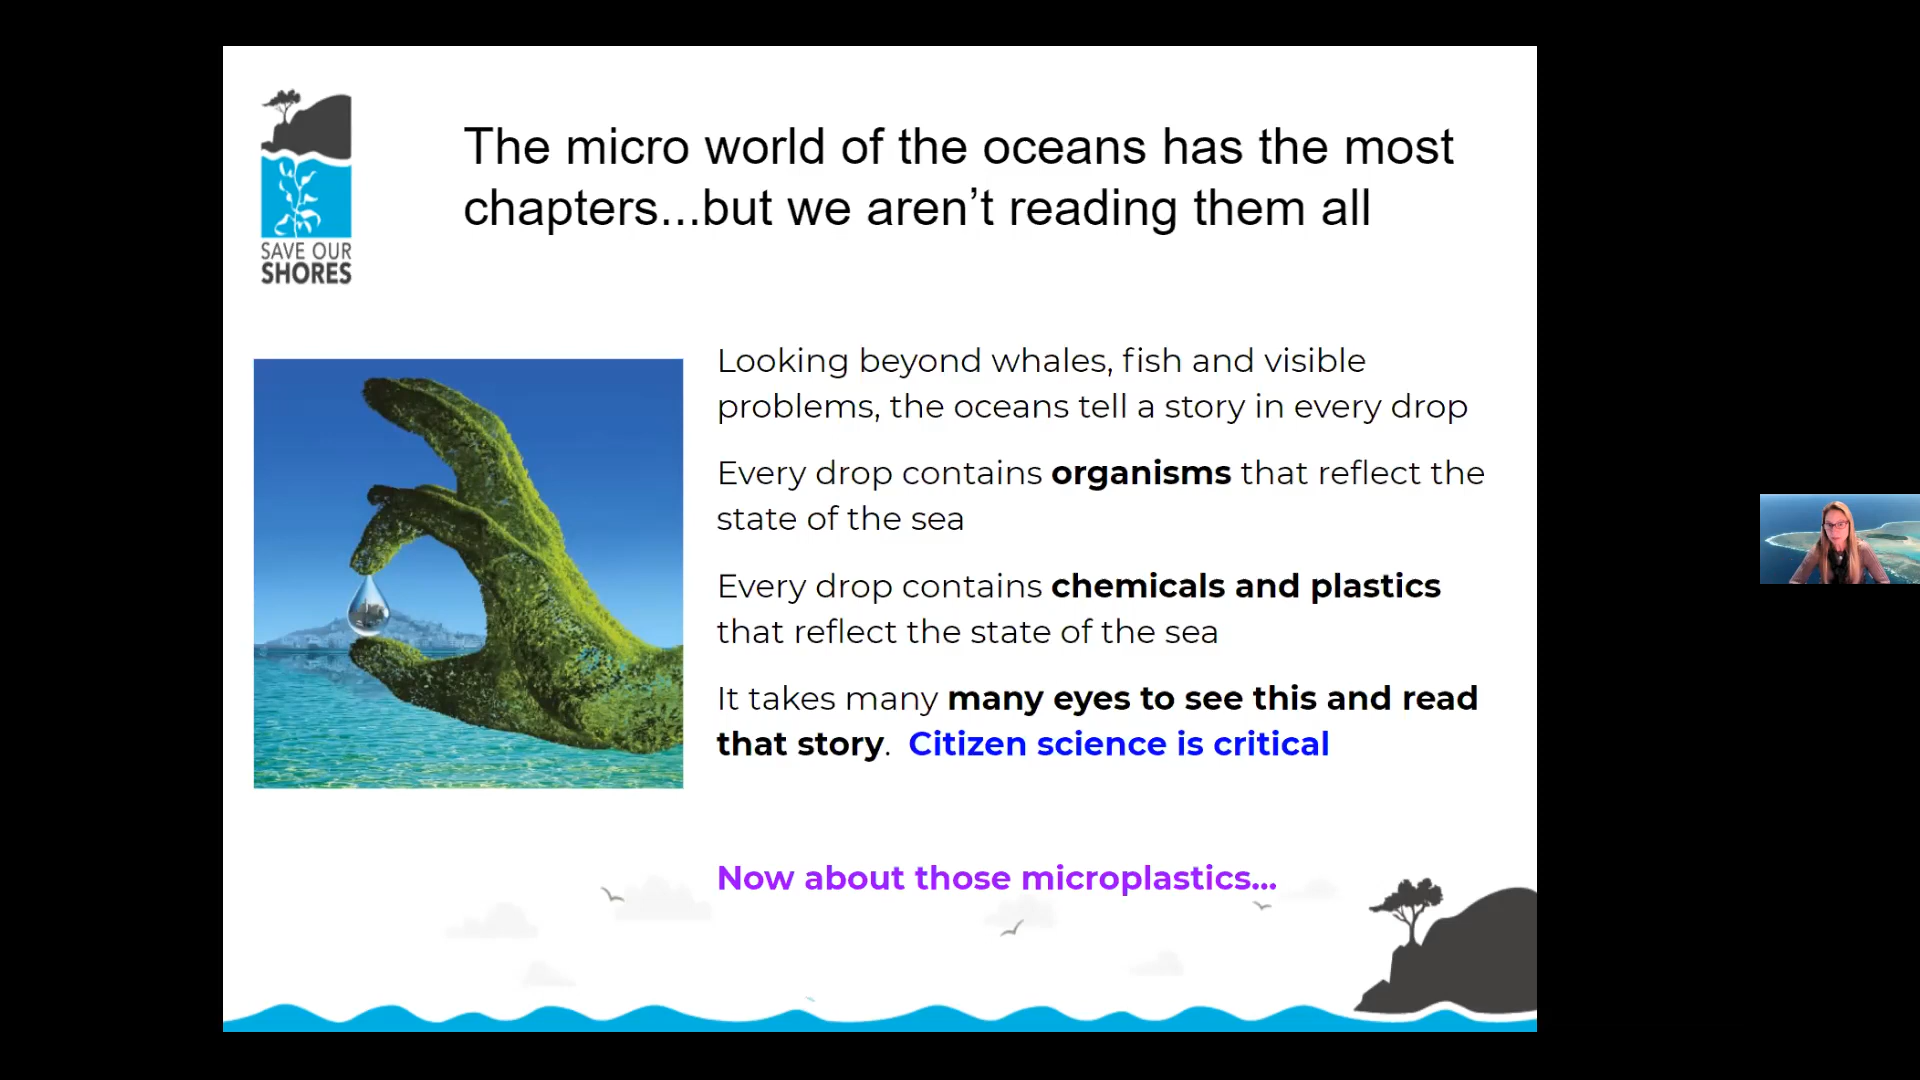 SAVE OUR
SHORES
The micro world of the oceans has the most
chapters...but we aren’t reading them all
Looking beyond whales, fish and visible
problems, the oceans tell a story in every drop
Every drop contains organisms that reflect the
state of the sea
Every drop contains chemicals and plastics
that reflect the state of the sea
It takes many many eyes to see this and read
that story.  Citizen science is critical
Now about those microplastics...